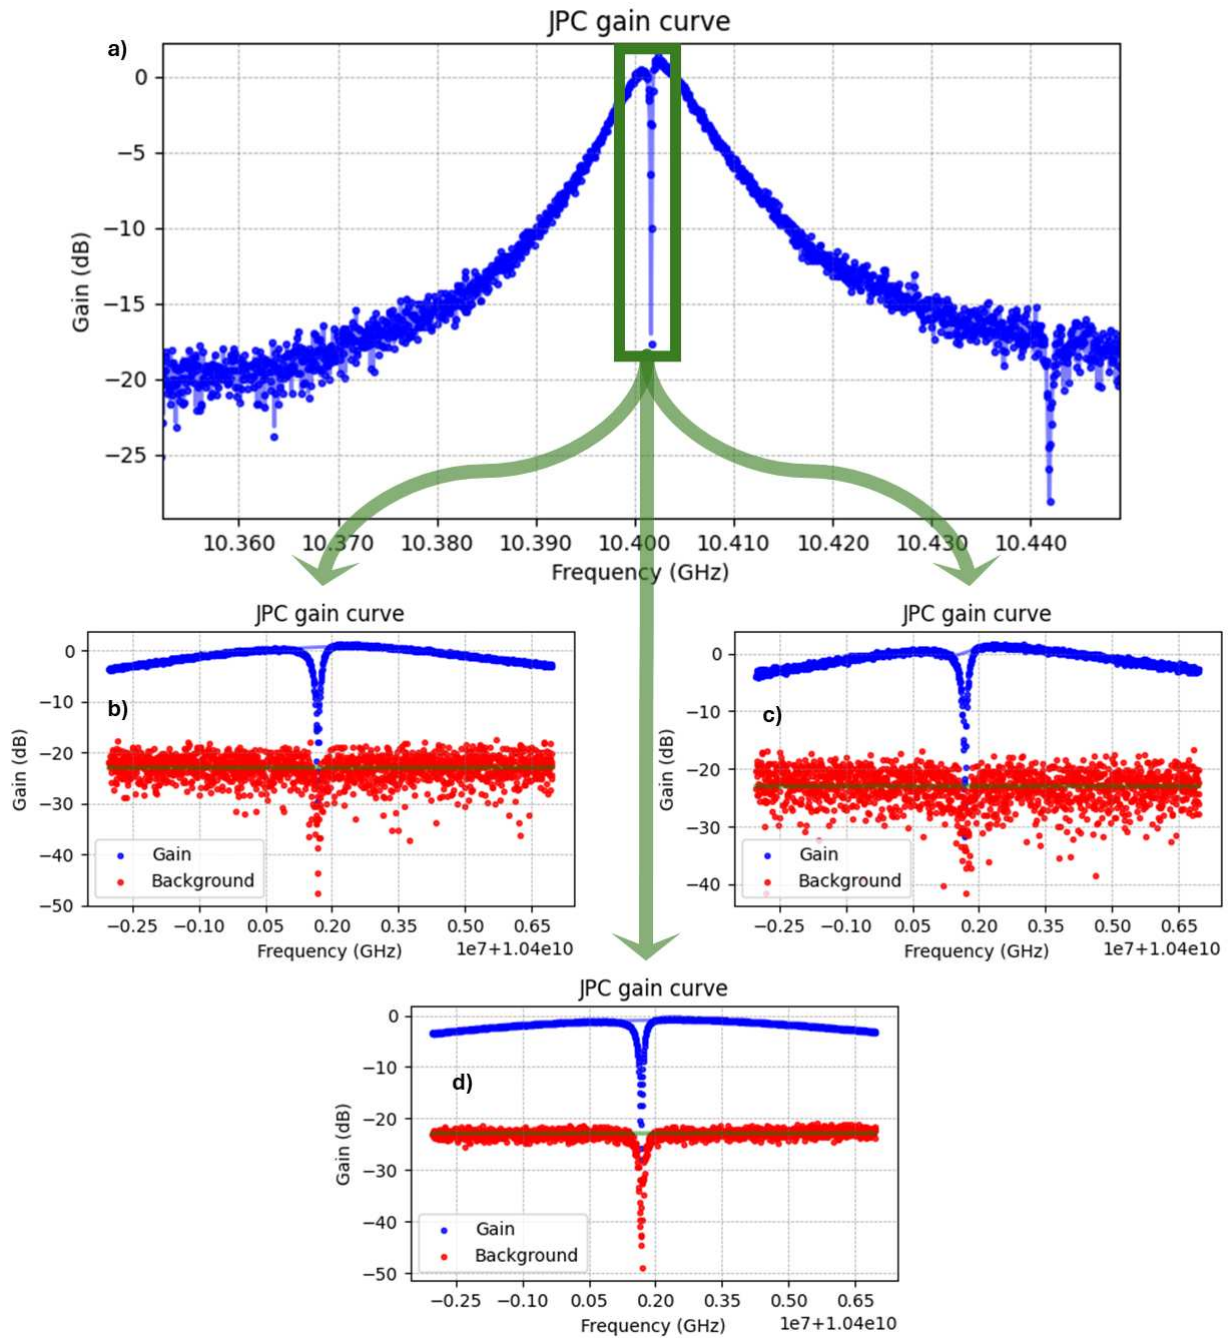 JPC gain curve
a)
Gain (dB)
0
−5
−10
−15
−20
−25
10.360 10.370 10.380 10.390 10.400 10.410 10.420 10.430 10.440
Frequency (GHz)
JPC gain curve
b)
Gain (dB)
0
−10
−20
−30
−40
−50
Gain
Background
−0.25 −0.10 0.05 0.20 0.35 0.50 0.65
Frequency (GHz) 1e7+1.04e10
JPC gain curve
c)
Gain (dB)
0
−10
−20
−30
−40
Gain
Background
−0.25 −0.10 0.05 0.20 0.35 0.50 0.65
Frequency (GHz) 1e7+1.04e10
JPC gain curve
d)
Gain (dB)
0
−10
−20
−30
−40
−50
Gain
Background
−0.25 −0.10 0.05 0.20 0.35 0.50 0.65
Frequency (GHz) 1e7+1.04e10